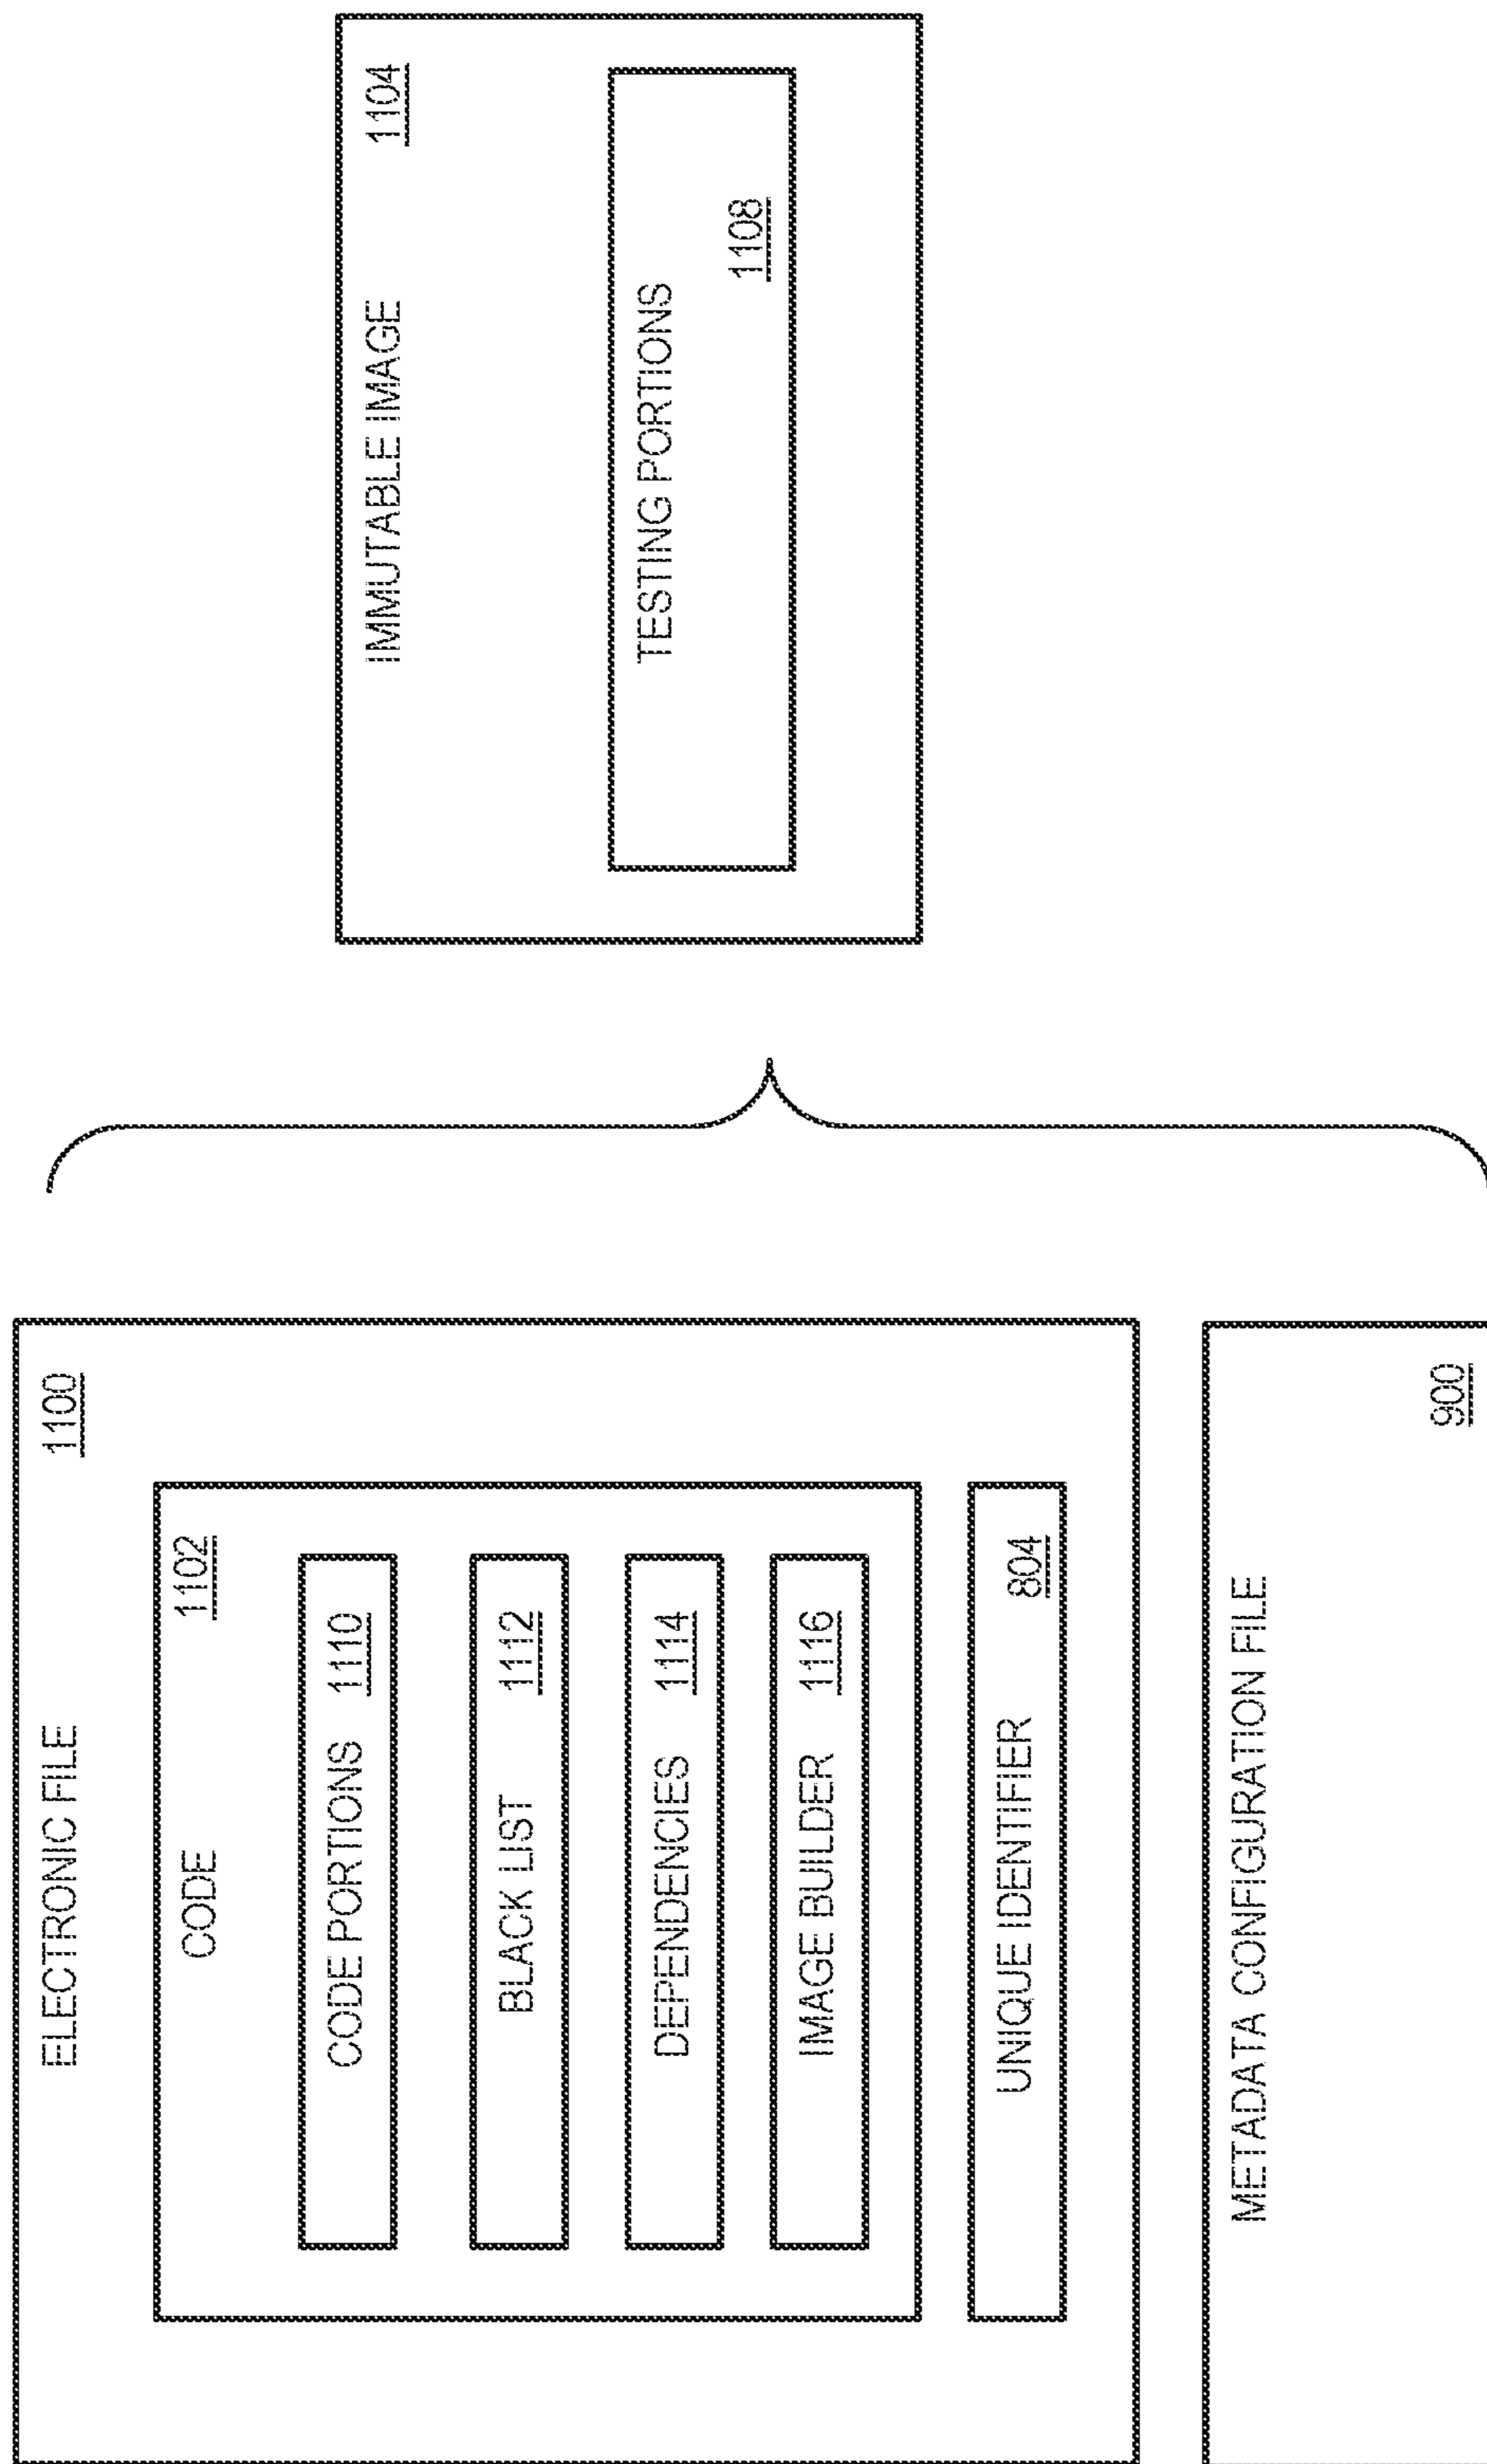 ELECTRONIC FILE 1100
CODE 1102
CODE PORTIONS 1110
BLACK LIST 1112
DEPENDENCIES 1114
IMAGE BUILDER 1116
UNIQUE IDENTIFIER 804
METADATA CONFIGURATION FILE
900
IMMUTABLE IMAGE 1104
TESTING PORTIONS
1108